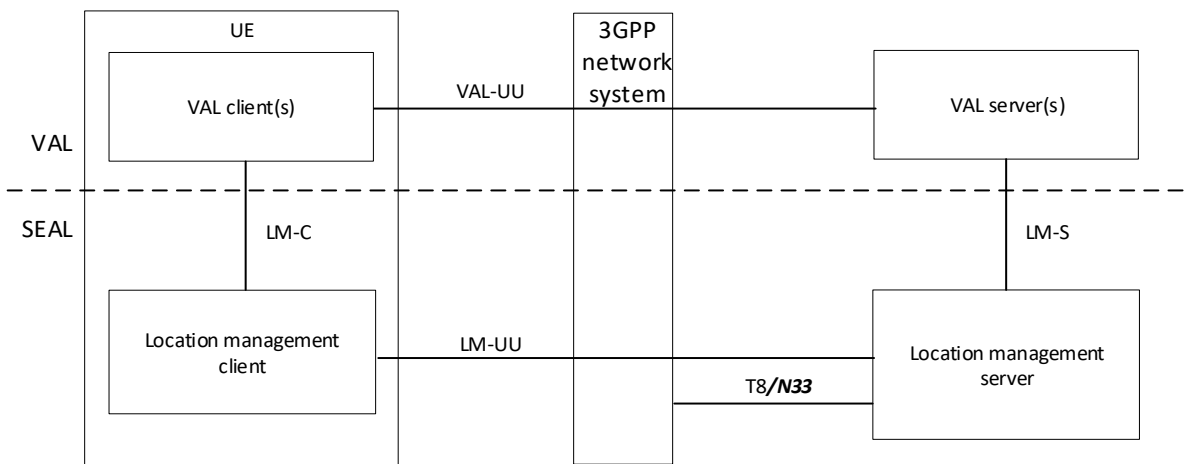 UE
3GPP
network
system
VAL client(s)
VAL-UU
VAL server(s)
VAL
SEAL
LM-C
LM-S
Location management
client
LM-UU
Location management
server
T8/N33